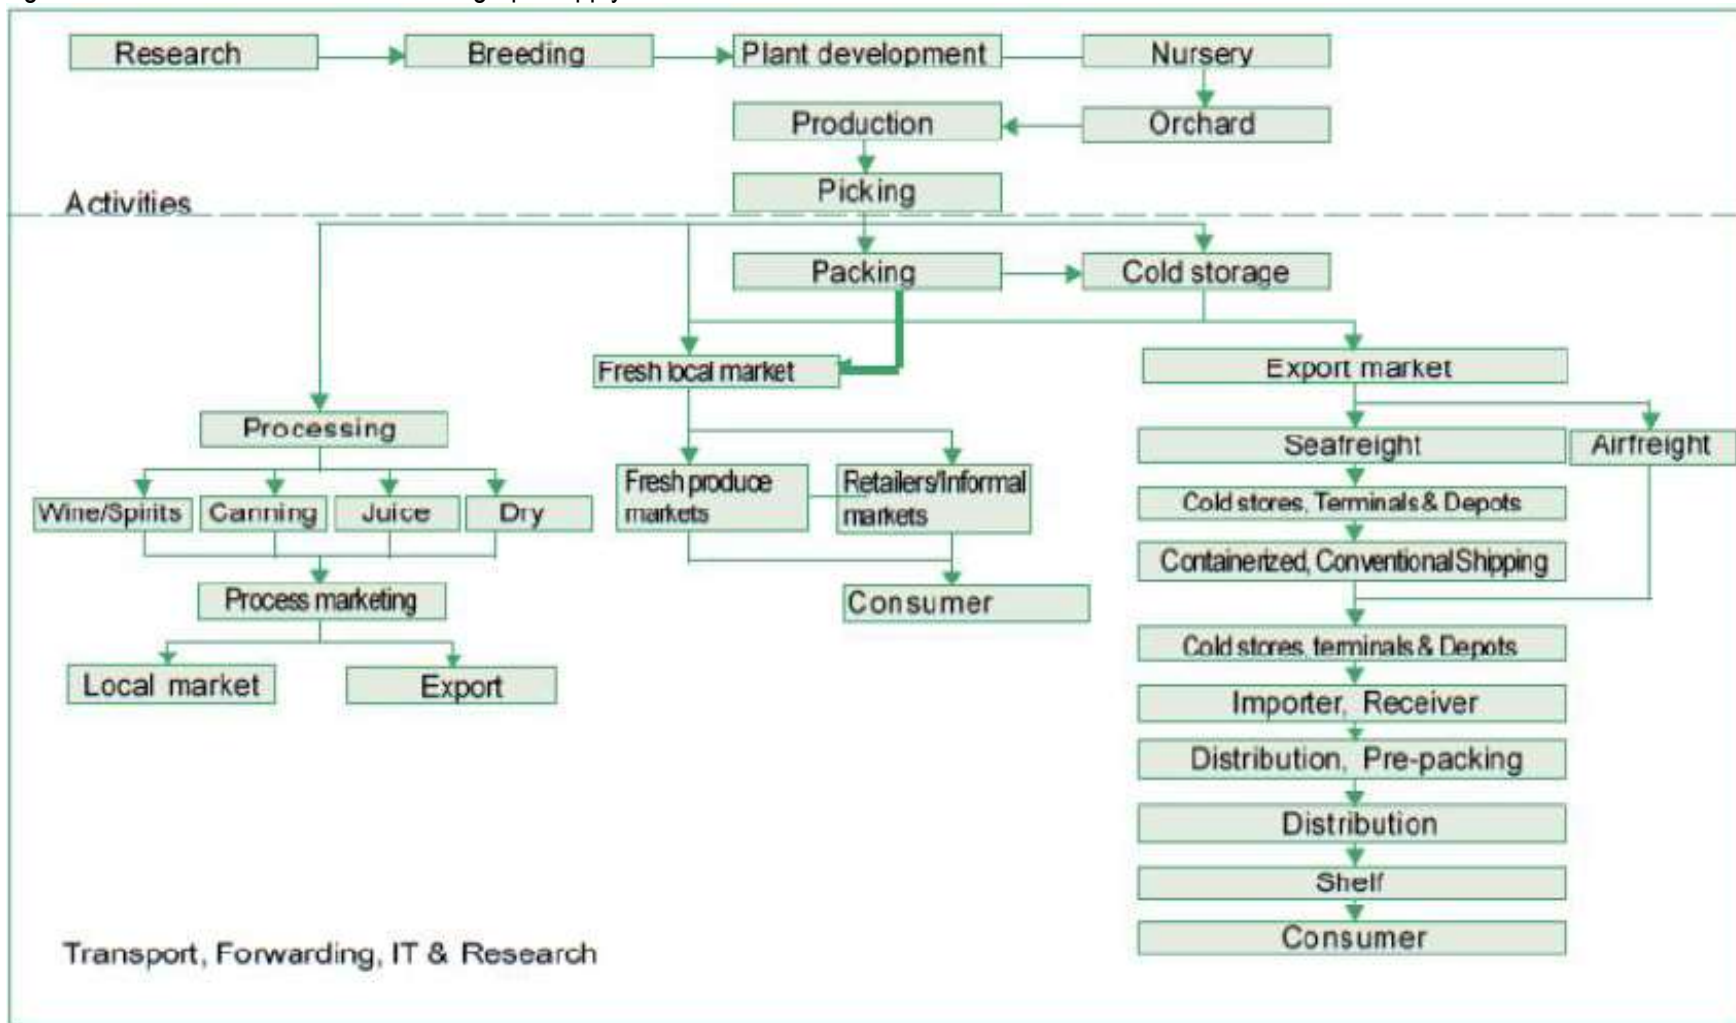 Research
Breeding
Plant development
Nursery
Production
Orchard
Picking
Activities
Packing
Cold storage
Fresh local market
Export market
Processing
Seafreight
Airfreight
Fresh produce
markets
Retailers/Informal
markets
Wine/Spirits
Canning
Juice
Dry
Cold stores, Terminals & Depots
Containerized, Conventional Shipping
Process marketing
Consumer
Cold stores, terminals & Depots
Local market
Export
Importer, Receiver
Distribution, Pre-packing
Distribution
Shelf
Consumer
Transport, Forwarding, IT & Research